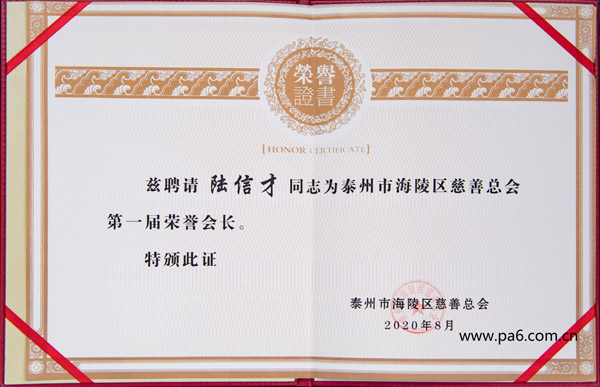 榮譽
證書
[HONOR CERTIFICATE]
兹聘请 陆信才 同志为泰州市海陵区慈善总会
第一届荣誉会长。
特颁此证
泰州市海陵区慈善总会
2020年8月
www.pa6.com.cn